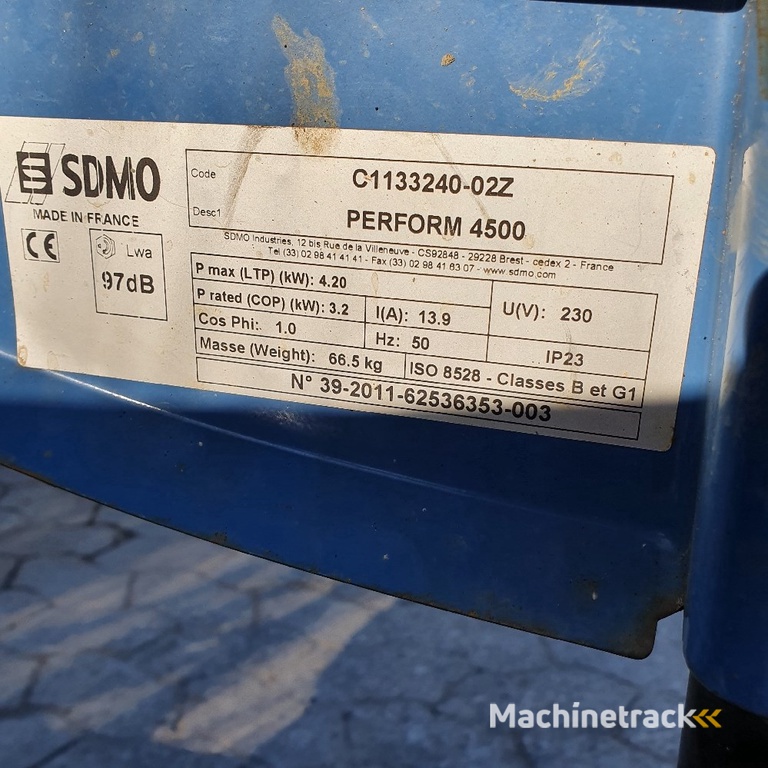 SDMO
MADE IN FRANCE
CE
Lwa
97dB
Code C1133240-02Z
Desc1 PERFORM 4500
SDMO Industries, 12 bis Rue de la Villeneuve - CS92848 - 29228 Brest - cedex 2 - France
Tel (33) 02 98 41 41 41 - Fax (33) 02 98 41 63 07 - www.sdmo.com
P max (LTP) (kW): 4.20
P rated (COP) (kW): 3.2
I(A): 13.9
U(V): 230
Cos Phi: 1.0
Hz: 50
IP23
Masse (Weight): 66.5 kg
ISO 8528 - Classes B et G1
N° 39-2011-62536353-003
Machinetrack